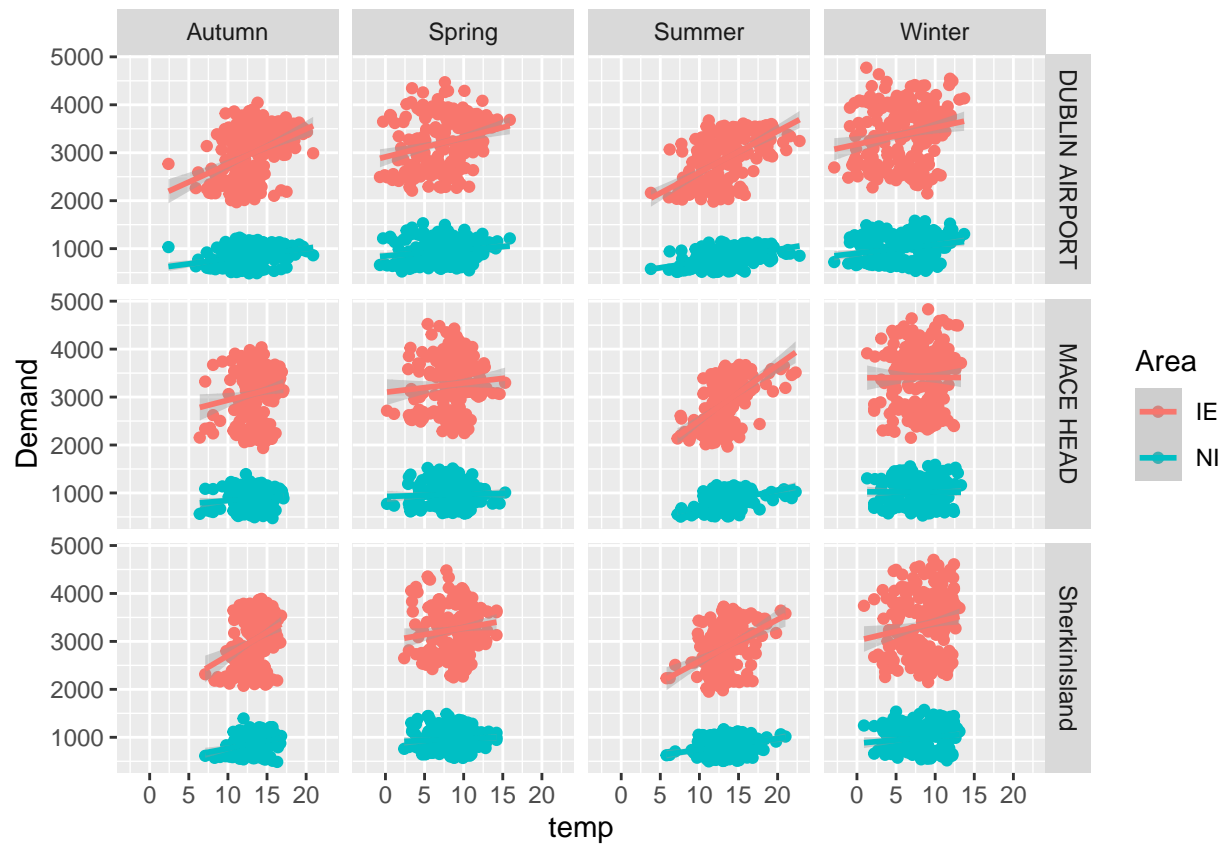 Autumn Spring Summer Winter
5000
4000
3000
2000
1000
DUBLIN AIRPORT
5000
4000
3000
2000
1000
MACE HEAD
5000
4000
3000
2000
1000
SherkinIsland
0 5 10 15 20 0 5 10 15 20 0 5 10 15 20 0 5 10 15 20
temp
Demand
Area
IE
NI